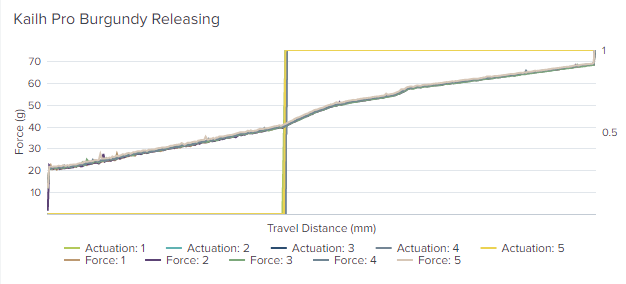 Kailh Pro Burgundy Releasing
70
60
50
40
30
20
10
Force (g)
1
0.5
Travel Distance (mm)
Actuation: 1 Actuation: 2 Actuation: 3 Actuation: 4 Actuation: 5
Force: 1 Force: 2 Force: 3 Force: 4 Force: 5